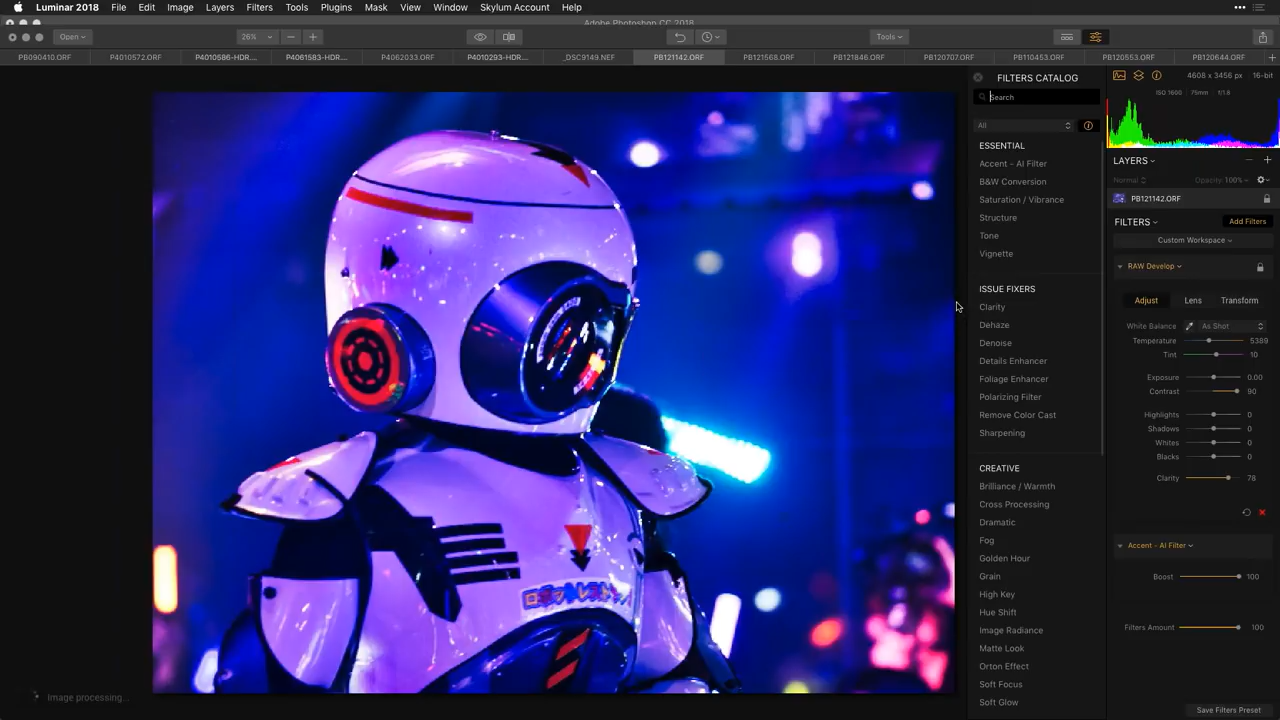 Luminar 2018 File Edit Image Layers Filters Tools Plugins Mask View Window Skylum Account Help
Adobe Photoshop CC 2018
Open 26% Tools
PB090410.ORF P4010572.ORF P4010586-HDR.... P4061583-HDR.... P4062033.ORF P4010293-HDR.... _DSC9149.NEF PB121142.ORF PB121568.ORF PB121846.ORF PB120707.ORF PB110453.ORF PB120553.ORF PB120644.ORF
FILTERS CATALOG
Search
All
ESSENTIAL
Accent - AI Filter
B&W Conversion
Saturation / Vibrance
Structure
Tone
Vignette
ISSUE FIXERS
Clarity
Dehaze
Denoise
Details Enhancer
Foliage Enhancer
Polarizing Filter
Remove Color Cast
Sharpening
CREATIVE
Brilliance / Warmth
Cross Processing
Dramatic
Fog
Golden Hour
Grain
High Key
Hue Shift
Image Radiance
Matte Look
Orton Effect
Soft Focus
Soft Glow
4608 x 3456 px 16-bit
ISO 1600 75mm f/1.8
LAYERS
Normal Opacity: 100%
PB121142.ORF
FILTERS Add Filters
Custom Workspace
RAW Develop
Adjust Lens Transform
White Balance As Shot
Temperature 5389
Tint 10
Exposure 0.00
Contrast 90
Highlights 0
Shadows 0
Whites 0
Blacks 0
Clarity 78
Accent - AI Filter
Boost 100
Filters Amount 100
Save Filters Preset
Image processing...